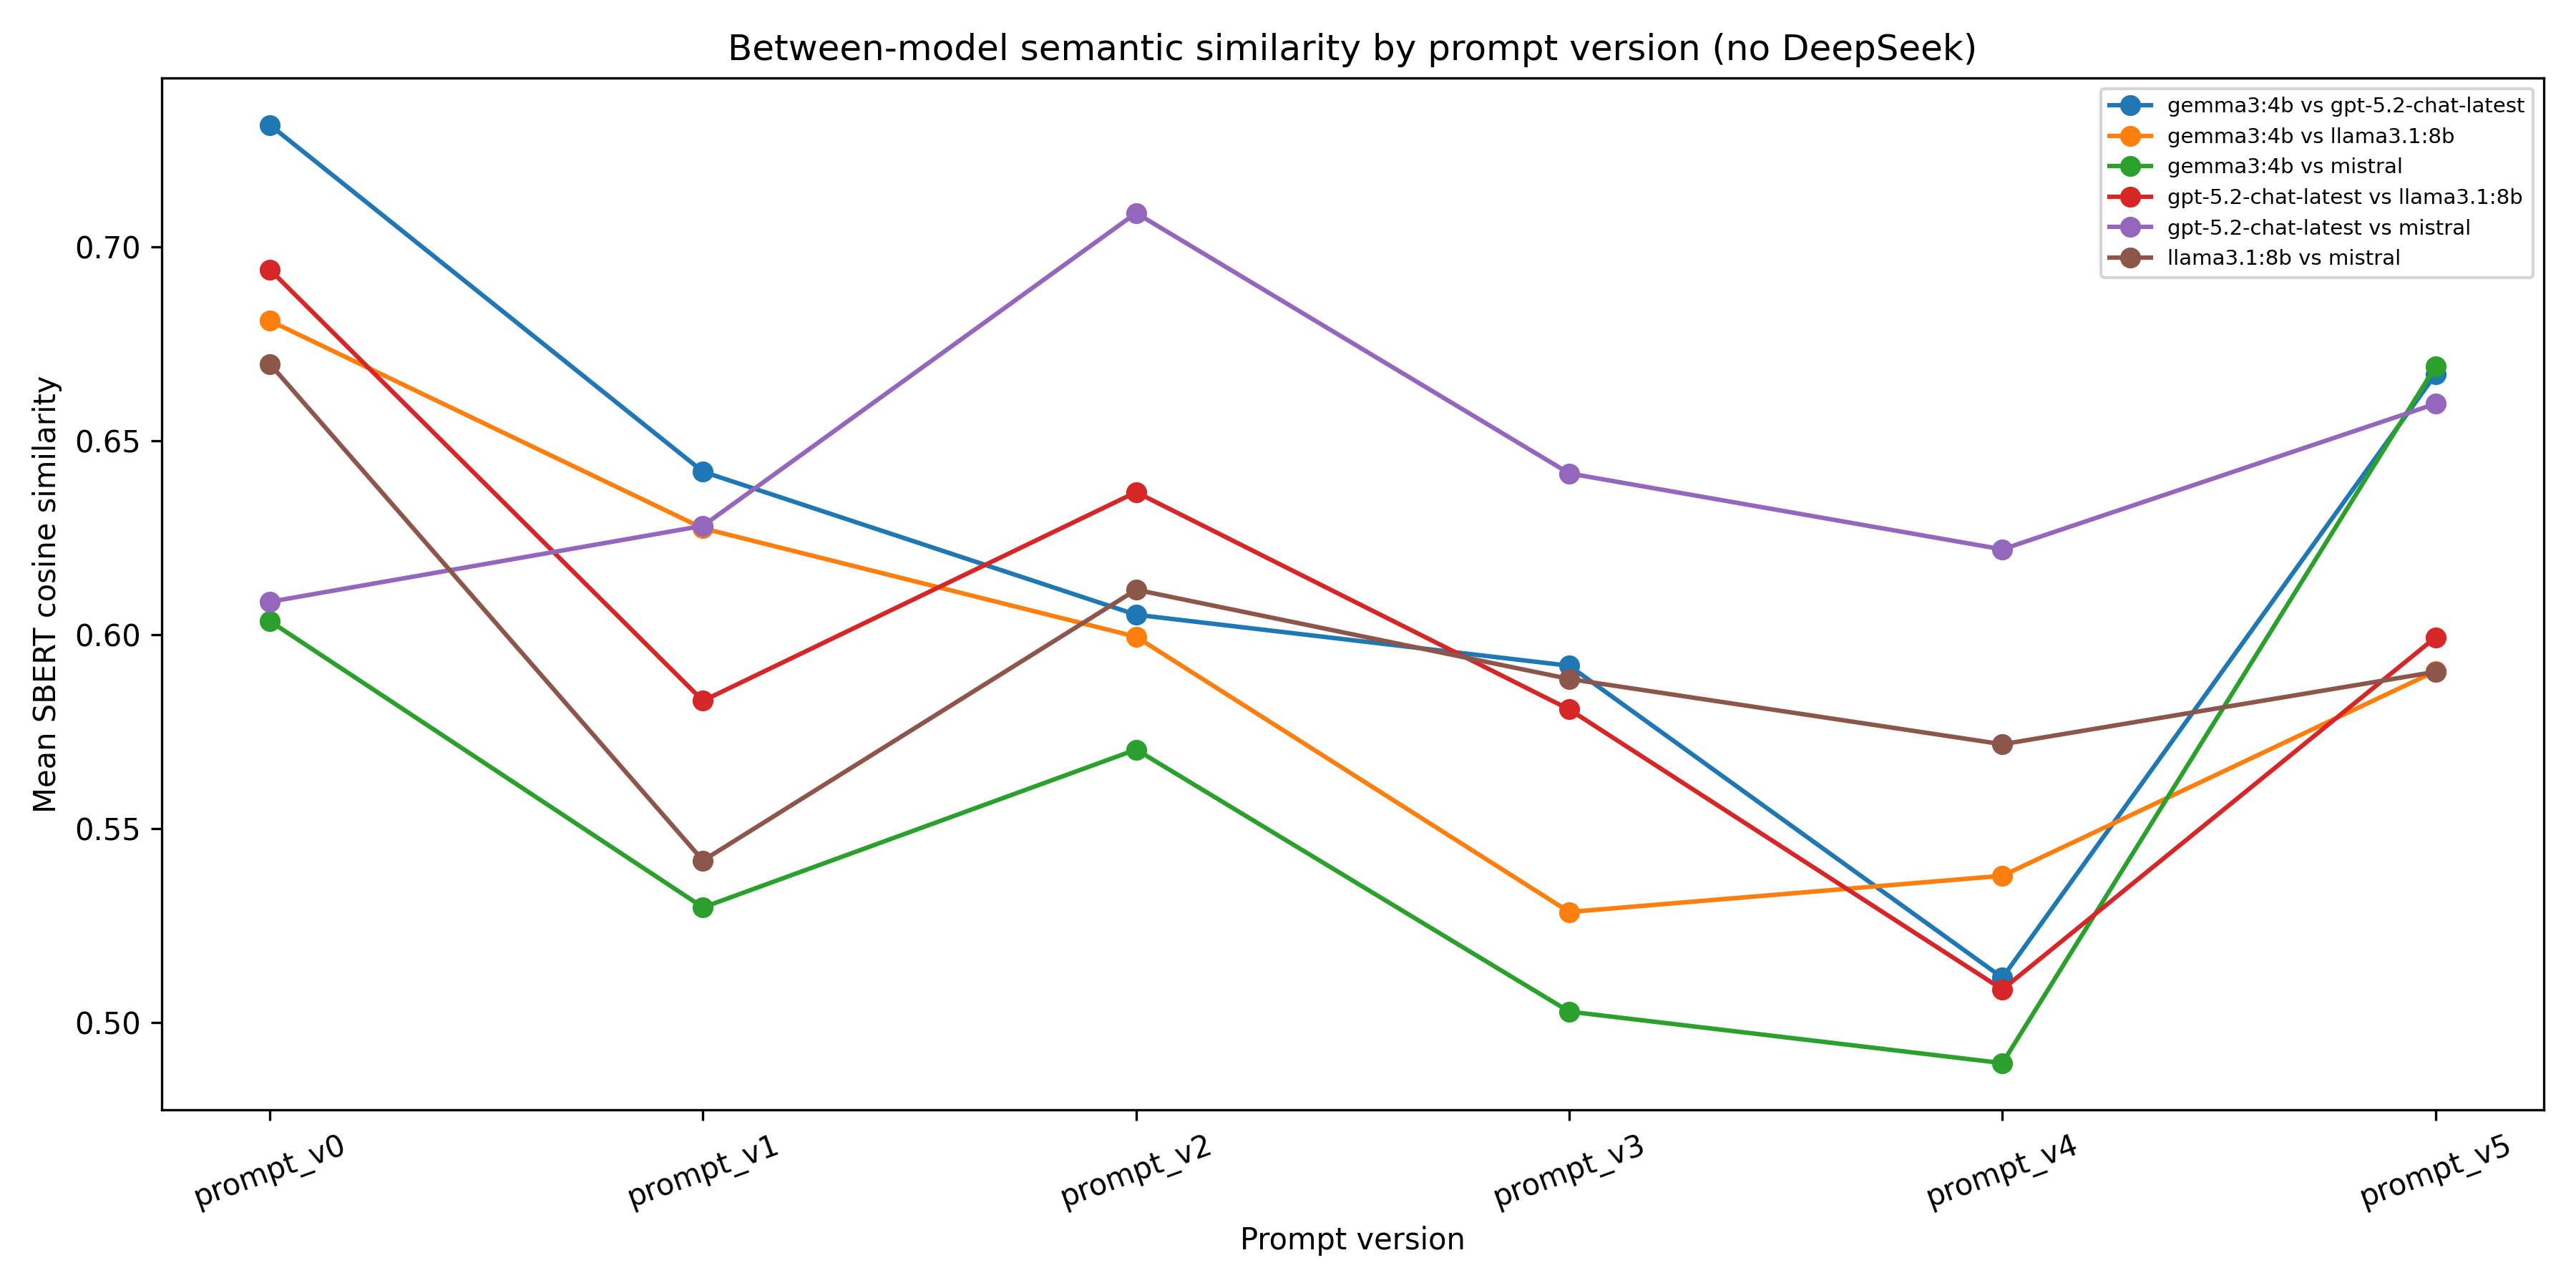 Between-model semantic similarity by prompt version (no DeepSeek)
gemma3:4b vs gpt-5.2-chat-latest
gemma3:4b vs llama3.1:8b
gemma3:4b vs mistral
gpt-5.2-chat-latest vs llama3.1:8b
gpt-5.2-chat-latest vs mistral
llama3.1:8b vs mistral
Mean SBERT cosine similarity
0.70
0.65
0.60
0.55
0.50
prompt_v0
prompt_v1
prompt_v2
prompt_v3
prompt_v4
prompt_v5
Prompt version